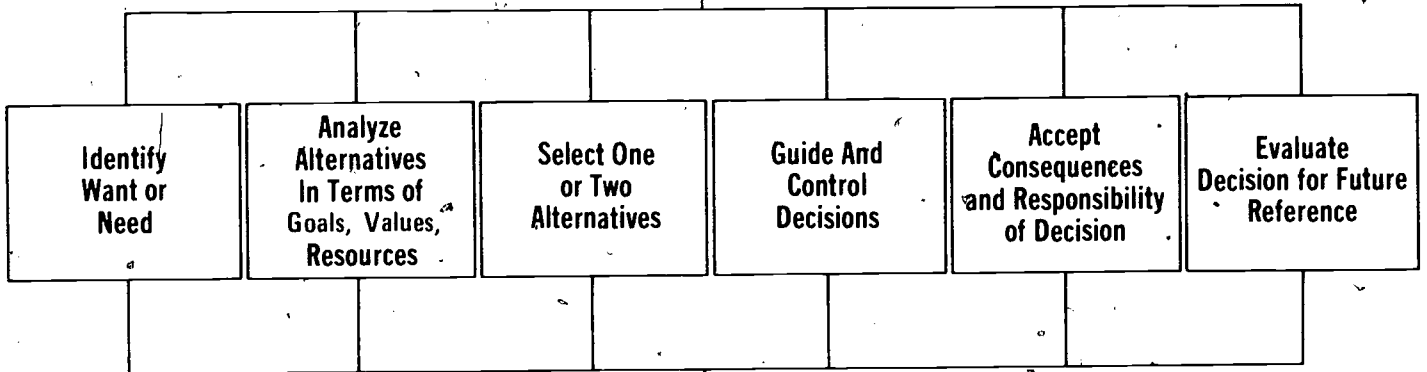 Identify
Want or
Need
Analyze
Alternatives
In Terms of
Goals, Values,
Resources
Select One
or Two
Alternatives
Guide And
Control
Decisions
Accept
Consequences
and Responsibility
of Decision
Evaluate
Decision for Future
Reference